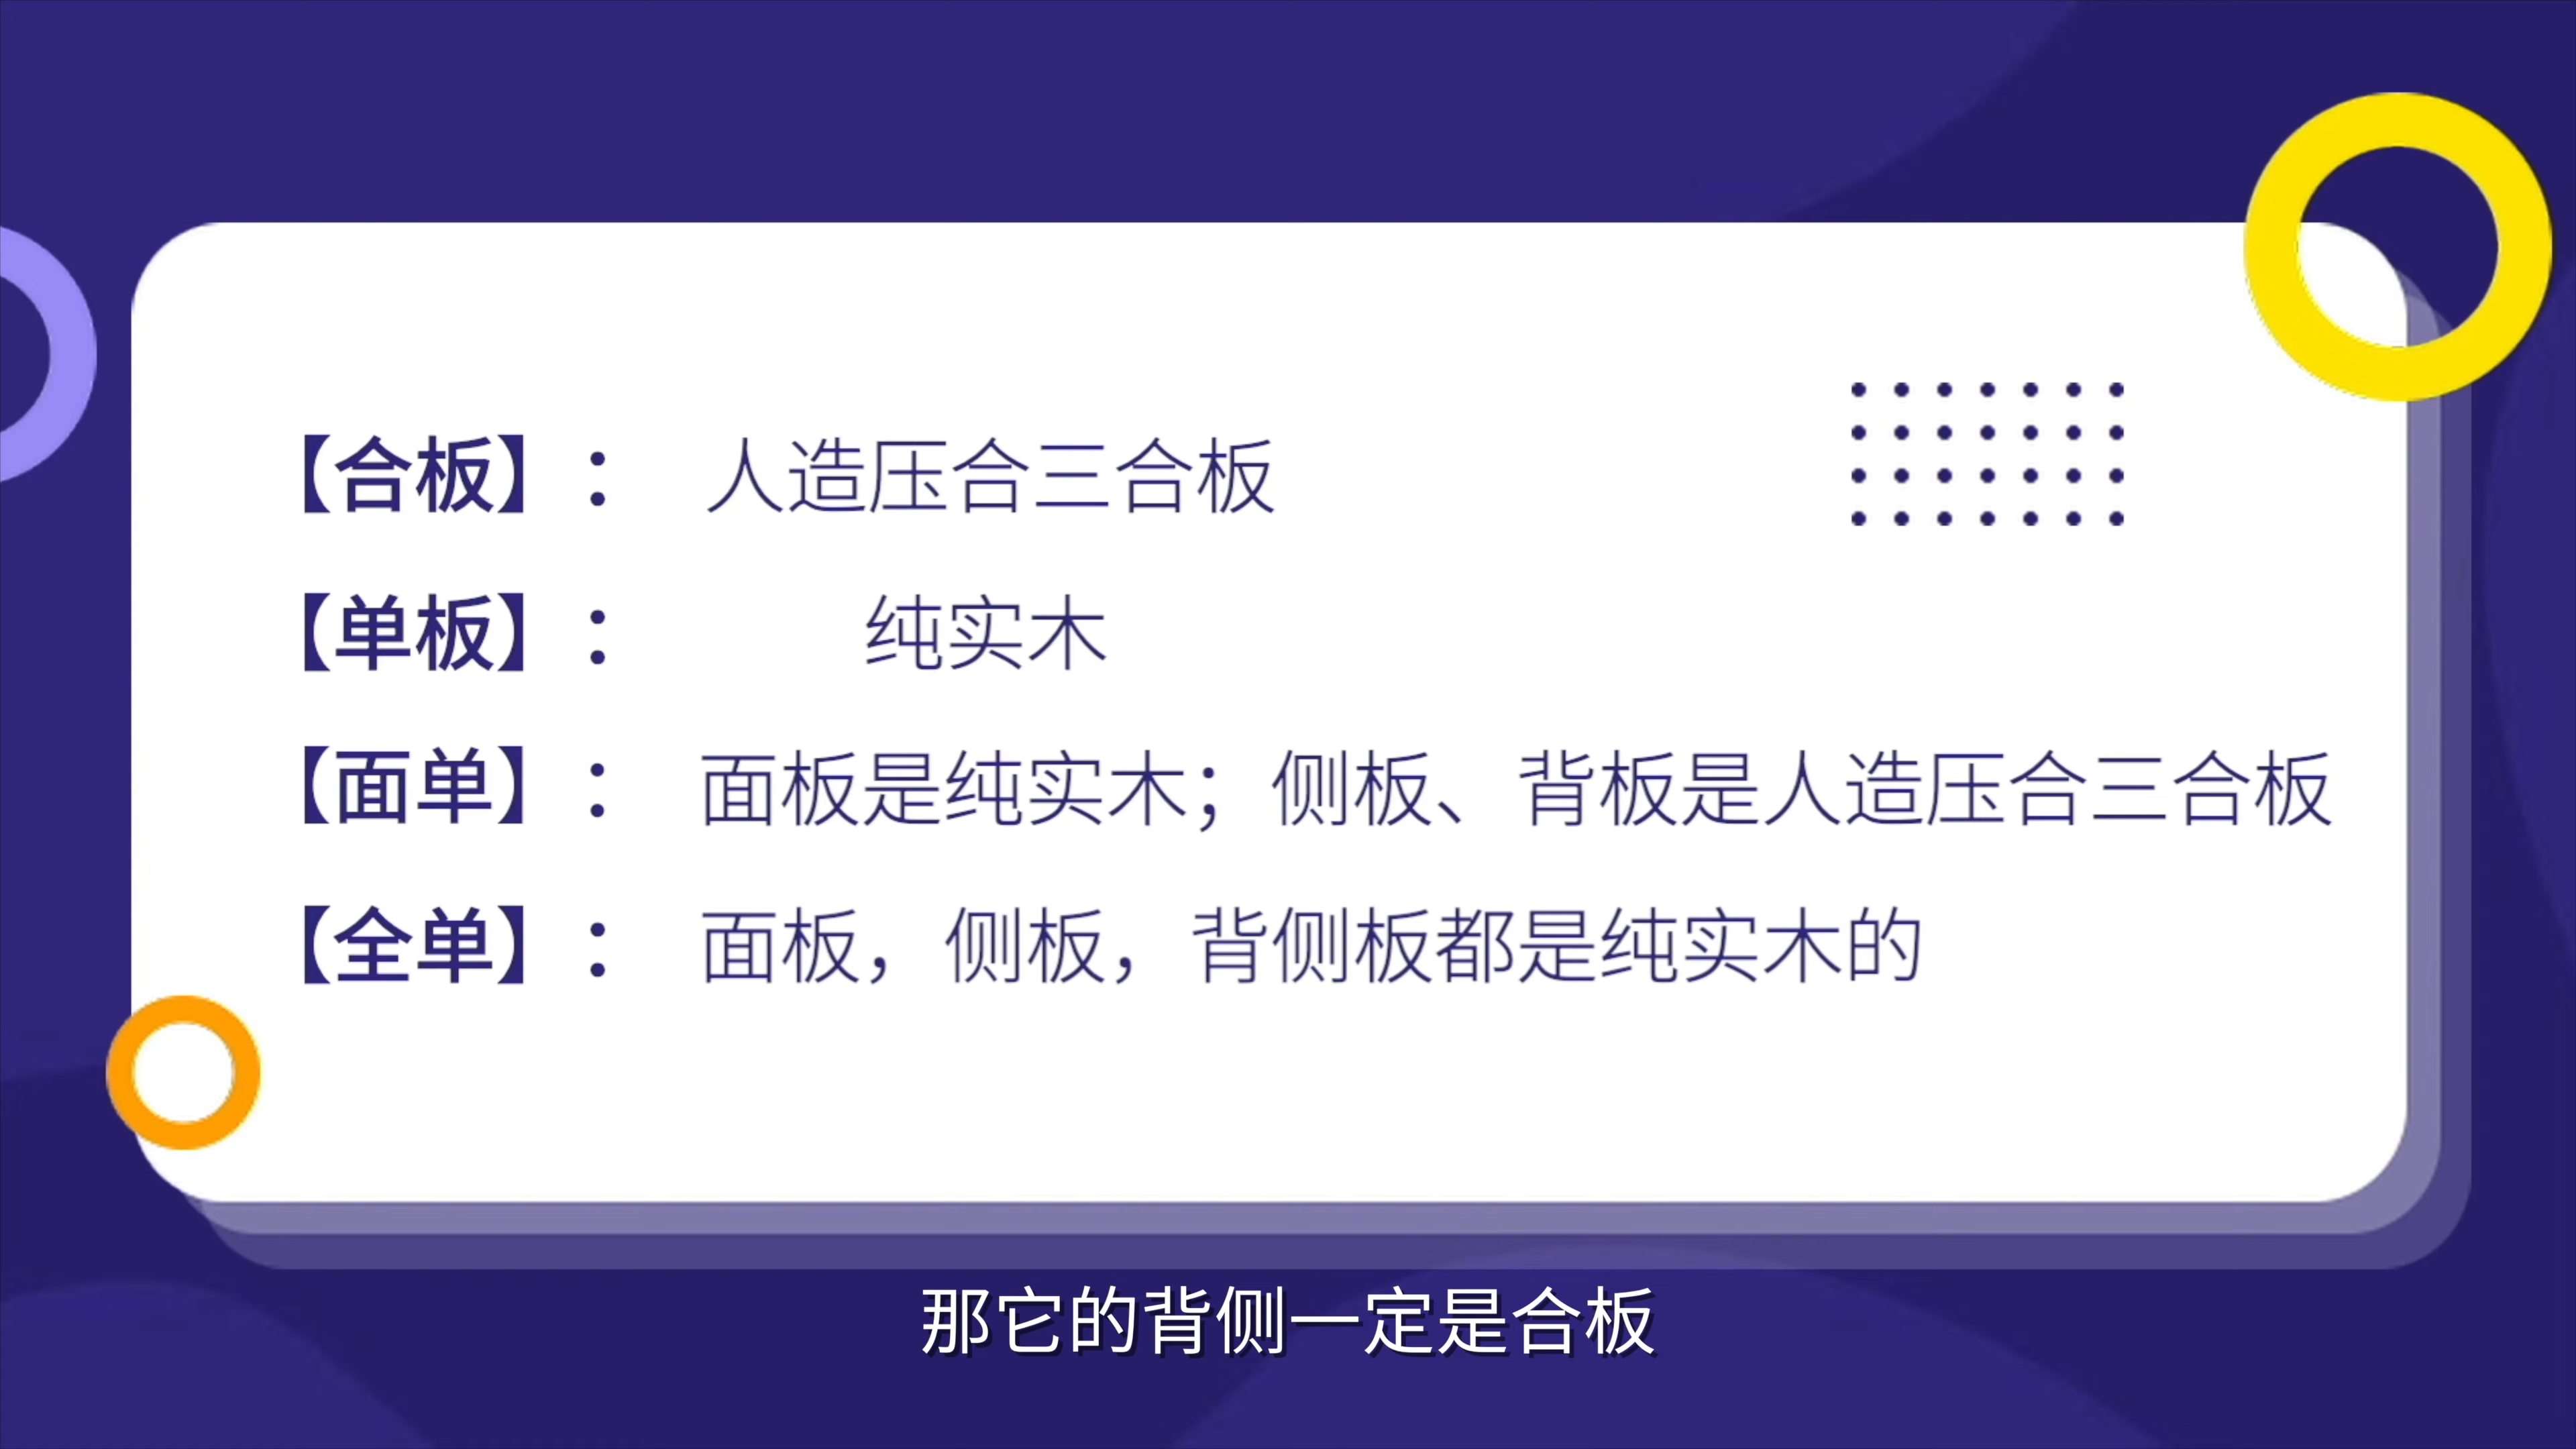 【合板】： 人造压合三合板
【单板】： 纯实木
【面单】： 面板是纯实木；侧板、背板是人造压合三合板
【全单】： 面板，侧板，背侧板都是纯实木的
那它的背侧一定是合板